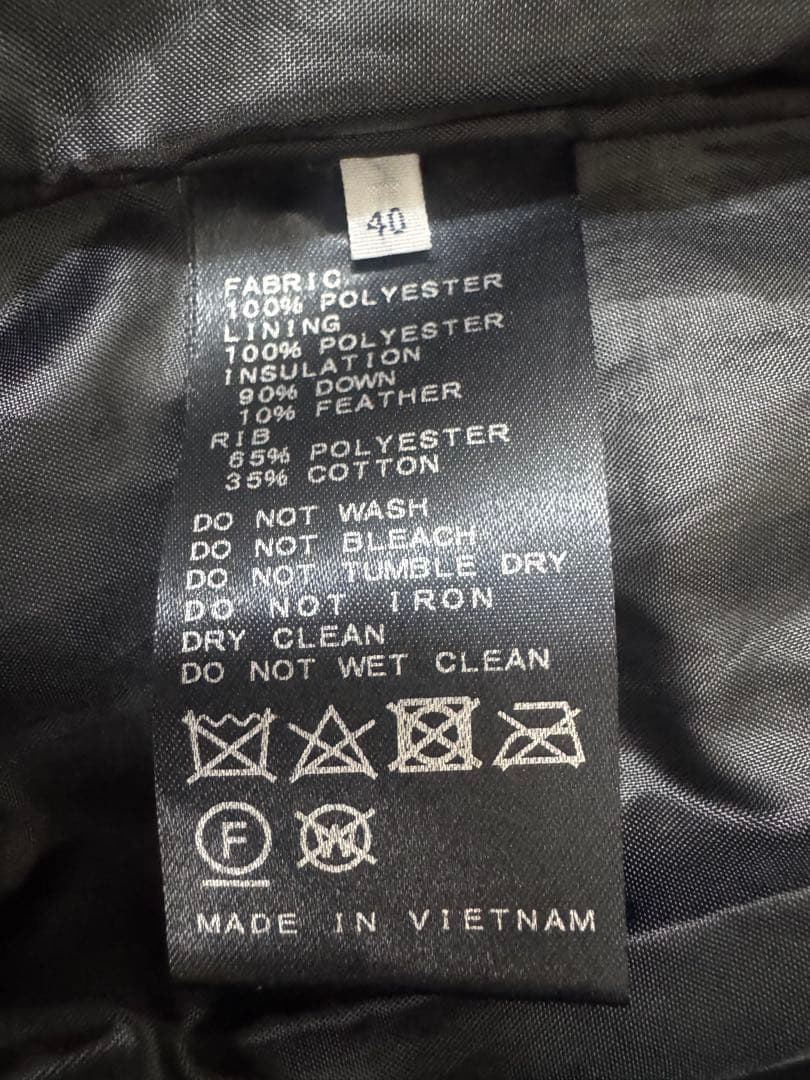 40
FABRIC
100% POLYESTER
LINING
100% POLYESTER
INSULATION
90% DOWN
10% FEATHER
RIB
65% POLYESTER
35% COTTON
DO NOT WASH
DO NOT BLEACH
DO NOT TUMBLE DRY
DO NOT IRON
DRY CLEAN
DO NOT WET CLEAN
F W
MADE IN VIETNAM